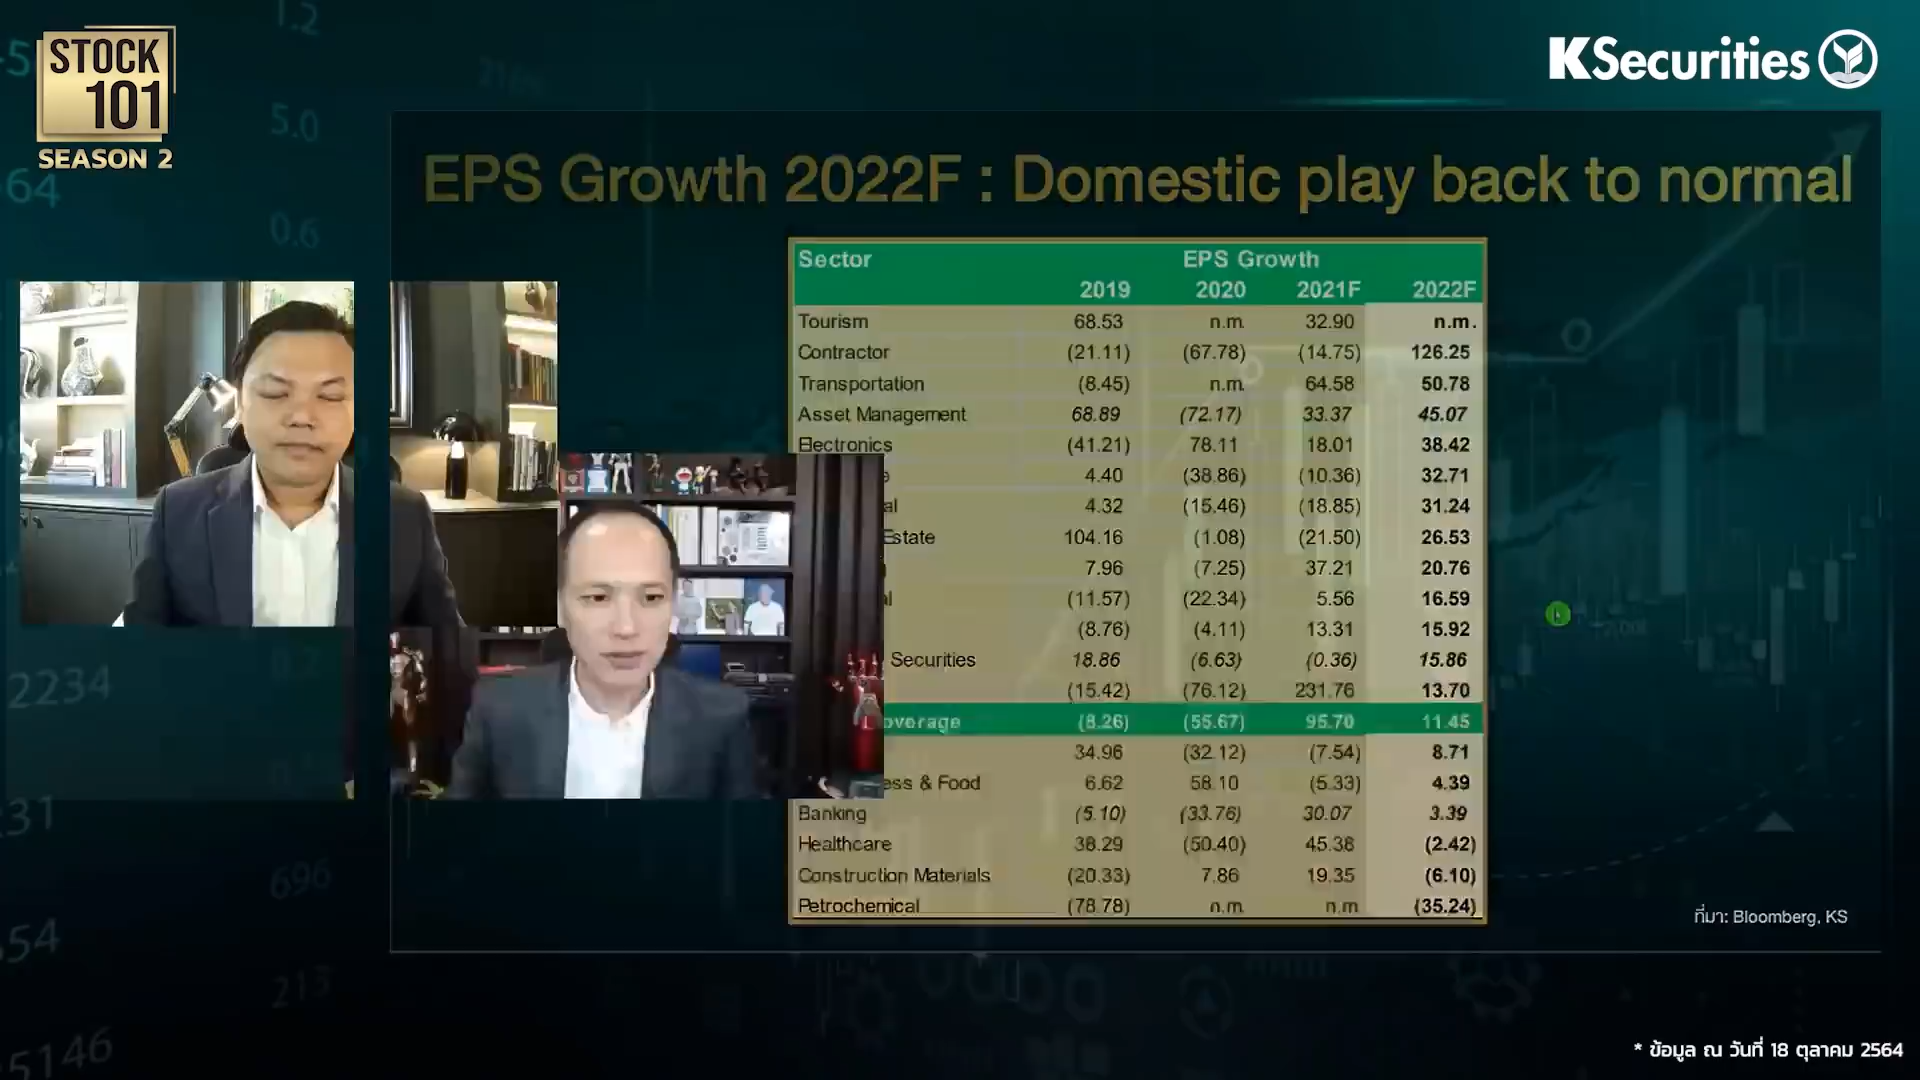 STOCK
101
SEASON 2
KSecurities
EPS Growth 2022F : Domestic play back to normal
Sector EPS Growth
2019 2020 2021F 2022F
Tourism 68.53 n.m. 32.90 n.m.
Contractor (21.11) (67.78) (14.75) 126.25
Transportation (8.45) n.m. 64.58 50.78
Asset Management 68.89 (72.17) 33.37 45.07
Electronics (41.21) 78.11 18.01 38.42
4.40 (38.86) (10.36) 32.71
4.32 (15.46) (18.85) 31.24
Estate 104.16 (1.08) (21.50) 26.53
7.96 (7.25) 37.21 20.76
(11.57) (22.34) 5.56 16.59
(8.76) (4.11) 13.31 15.92
Securities 18.86 (6.63) (0.36) 15.86
(15.42) (76.12) 231.76 13.70
overage (8.26) (55.67) 95.70 11.45
34.96 (32.12) (7.54) 8.71
ess & Food 6.62 58.10 (5.33) 4.39
Banking (5.10) (33.76) 30.07 3.39
Healthcare 38.29 (50.40) 45.38 (2.42)
Construction Materials (20.33) 7.86 19.35 (6.10)
Petrochemical (78.78) n.m. n.m (35.24)
ที่มา: Bloomberg, KS
* ข้อมูล ณ วันที่ 18 ตุลาคม 2564